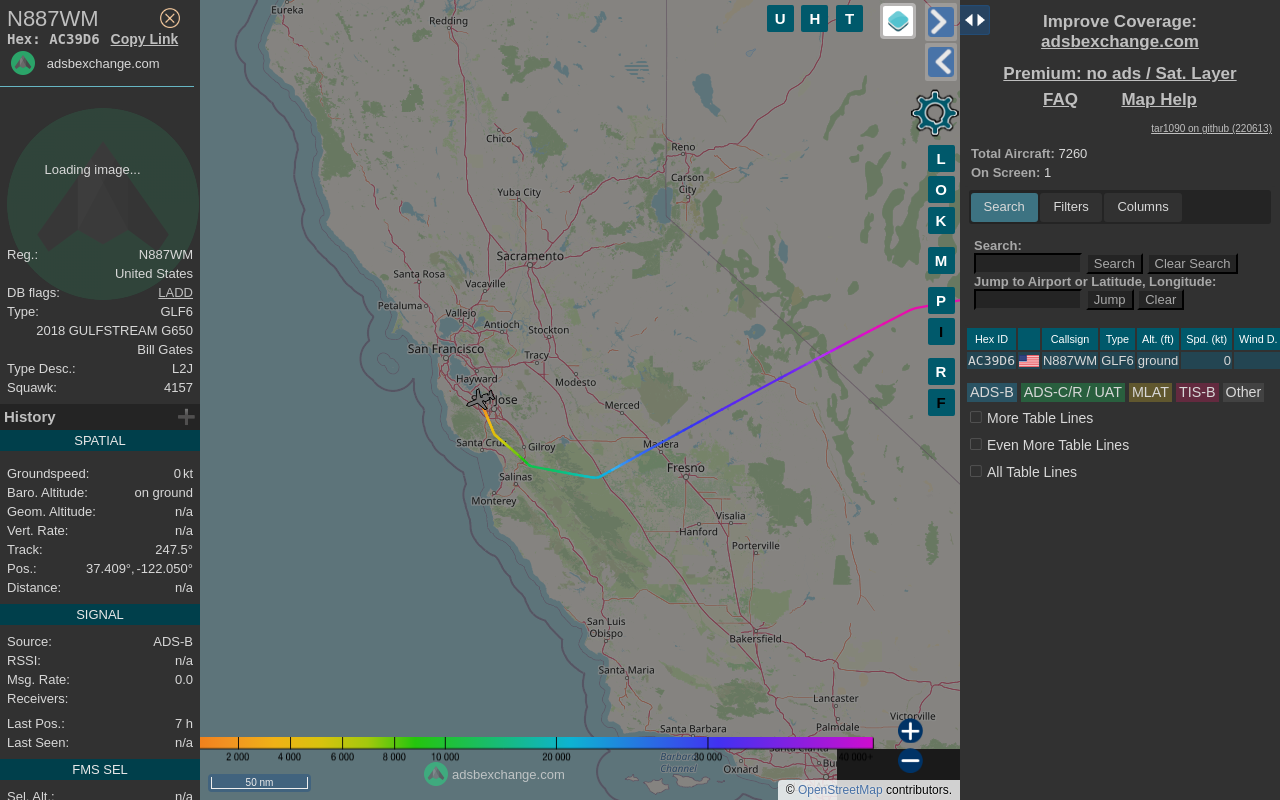 N887WM
Hex: AC39D6 Copy Link
adsbexchange.com
Loading image...
Reg.: N887WM
United States
DB flags: LADD
Type: GLF6
2018 GULFSTREAM G650
Bill Gates
Type Desc.: L2J
Squawk: 4157
History
SPATIAL
Groundspeed: 0 kt
Baro. Altitude: on ground
Geom. Altitude: n/a
Vert. Rate: n/a
Track: 247.5°
Pos.: 37.409°, -122.050°
Distance: n/a
SIGNAL
Source: ADS-B
RSSI: n/a
Msg. Rate: 0.0
Receivers:
Last Pos.: 7 h
Last Seen: n/a
FMS SEL
Sel. Alt.: n/a
Eureka
Redding
Chico
Reno
Carson
City
Yuba City
Sacramento
Santa Rosa
Vacaville
Petaluma
Vallejo
Antioch
Stockton
San Francisco
Tracy
Hayward
Modesto
Jose
Merced
Santa Cruz
Gilroy
Madera
Fresno
Salinas
Monterey
Visalia
Hanford
Porterville
San Luis
Obispo
Bakersfield
Santa Maria
Lancaster
Victorville
Palmdale
Santa Barbara
Santa Clarita
Barbara
Channel
Oxnard
Bu
2 000 4 000 6 000 8 000 10 000 20 000 30 000 40 000+
adsbexchange.com
50 nm
© OpenStreetMap contributors.
U H T
L
O
K
M
P
I
R
F
Improve Coverage:
adsbexchange.com
Premium: no ads / Sat. Layer
FAQ Map Help
tar1090 on github (220613)
Total Aircraft: 7260
On Screen: 1
Search Filters Columns
Search:
Search Clear Search
Jump to Airport or Latitude, Longitude:
Jump Clear
Hex ID Callsign Type Alt. (ft) Spd. (kt) Wind D.
AC39D6 N887WM GLF6 ground 0
ADS-B ADS-C/R / UAT MLAT TIS-B Other
More Table Lines
Even More Table Lines
All Table Lines